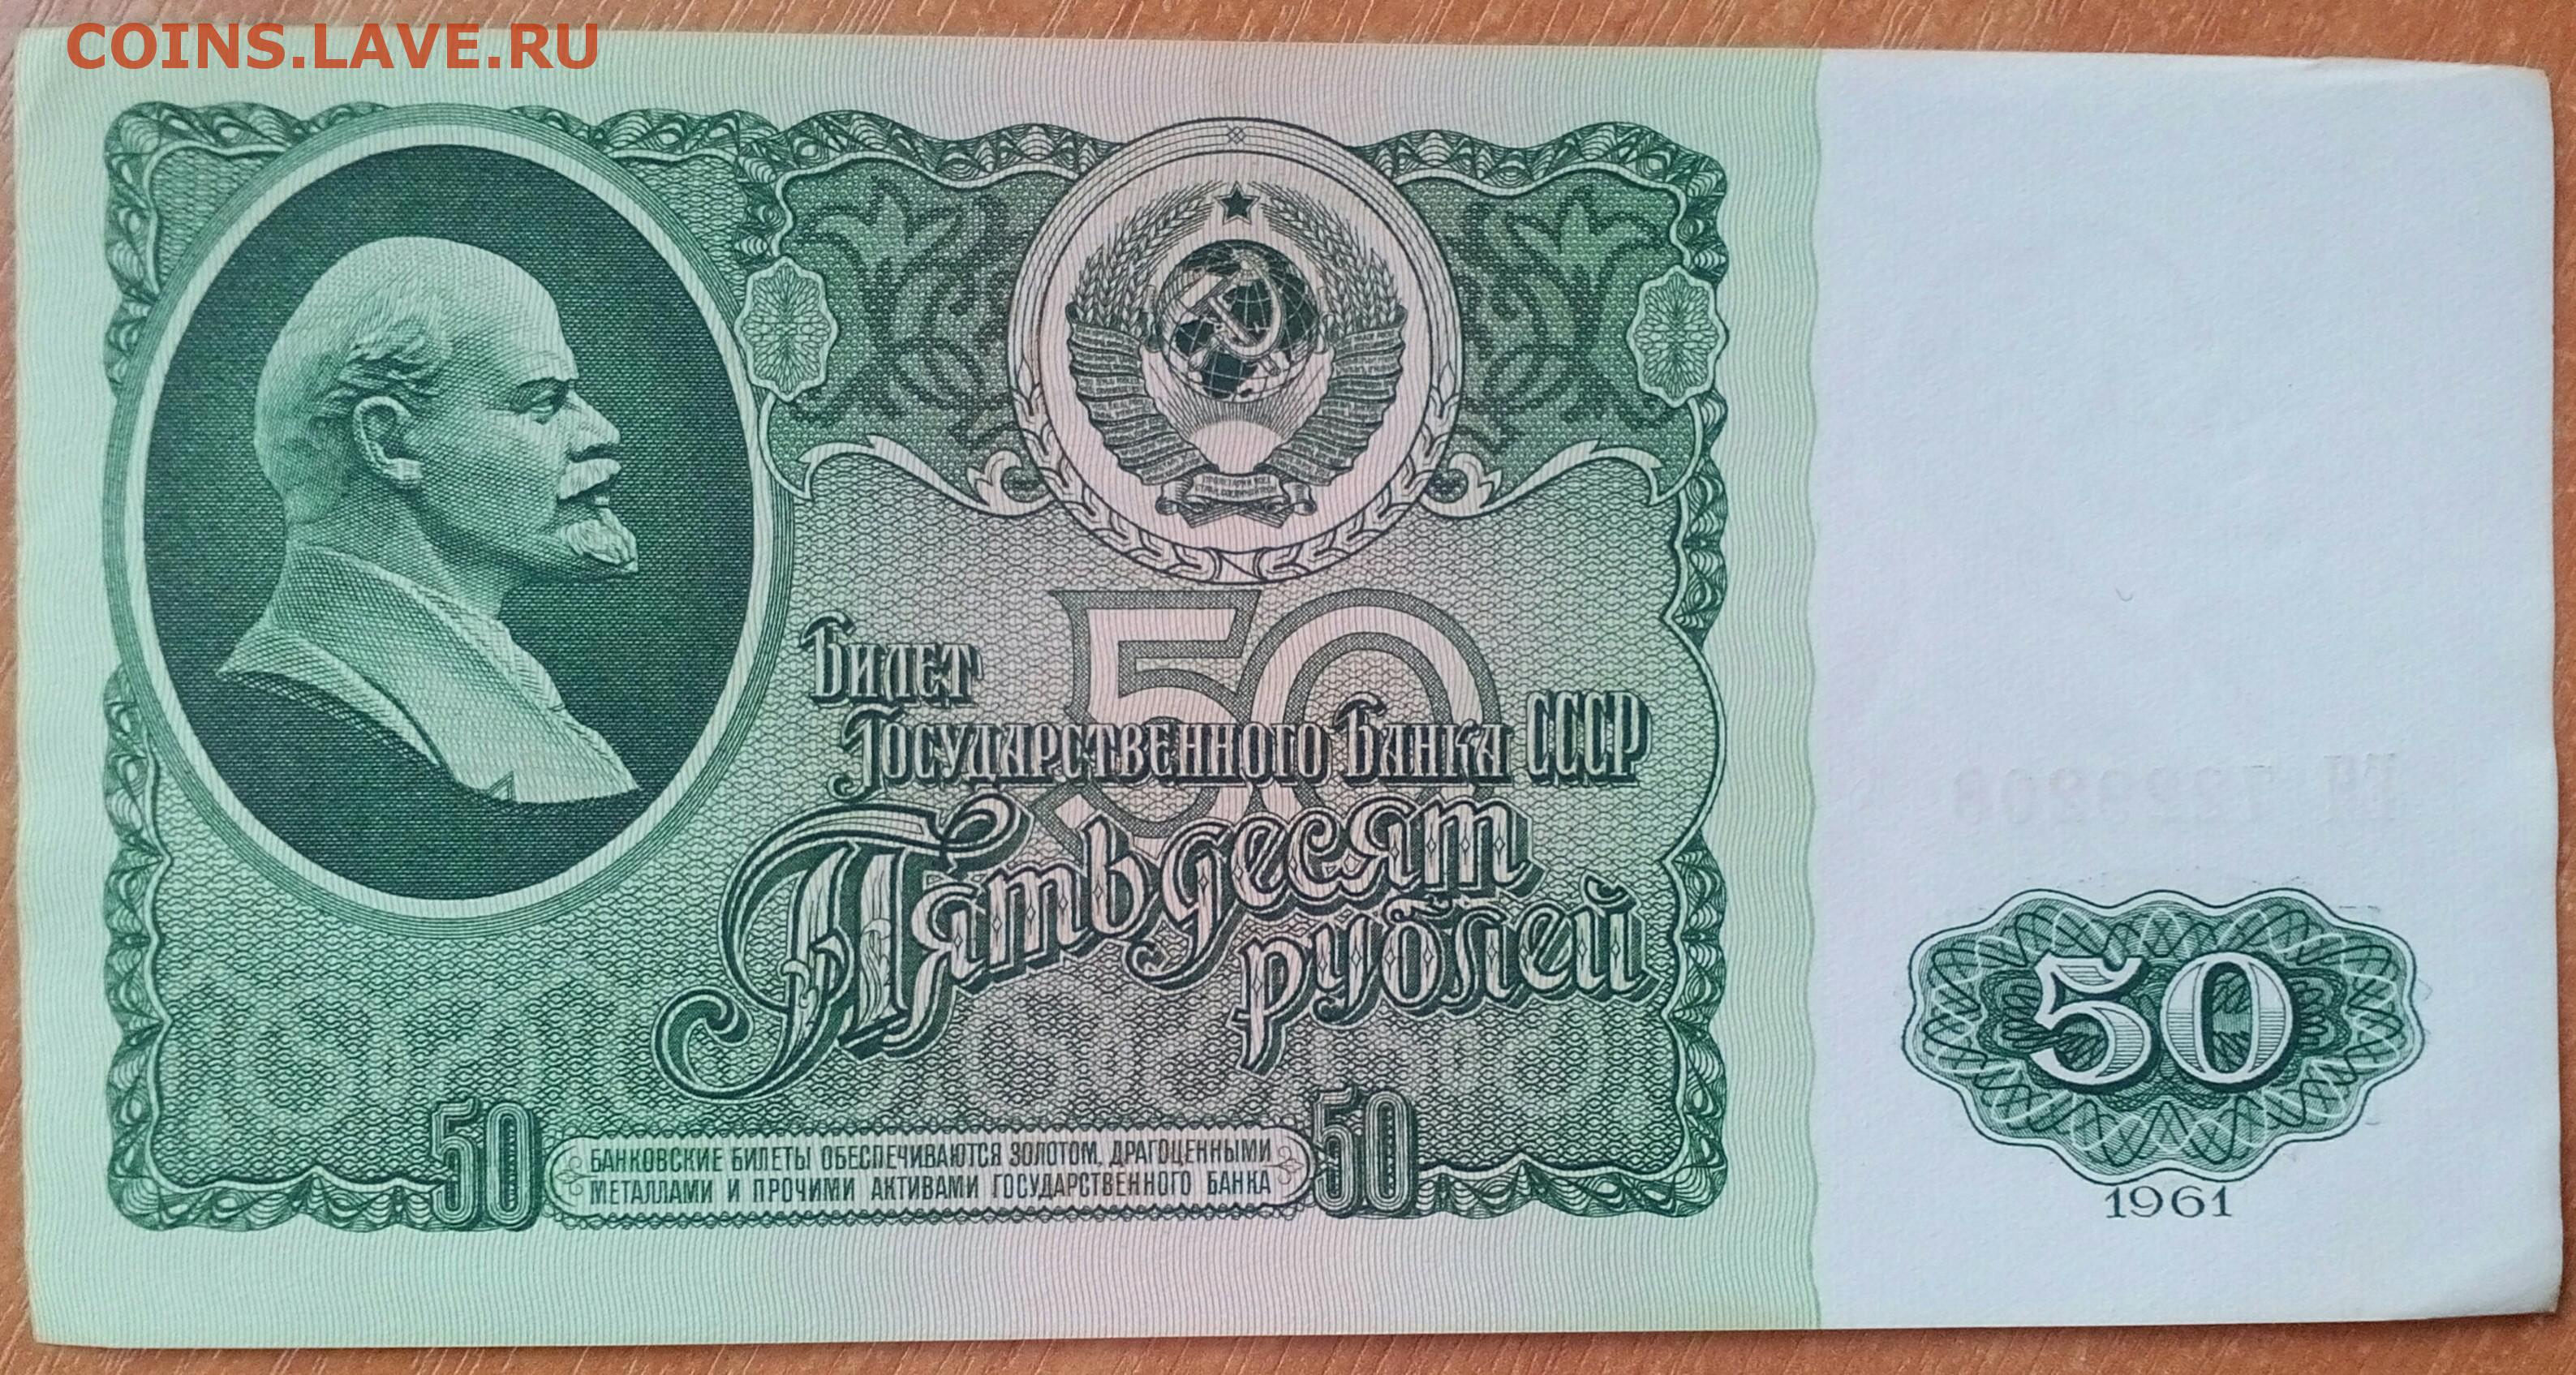 COINS.LAVE.RU
50
Билет
Государственного Банка СССР
Пятьдесят
рублей
50
БАНКОВСКИЕ БИЛЕТЫ ОБЕСПЕЧИВАЮТСЯ ЗОЛОТОМ, ДРАГОЦЕННЫМИ
МЕТАЛЛАМИ И ПРОЧИМИ АКТИВАМИ ГОСУДАРСТВЕННОГО БАНКА
50
50
1961